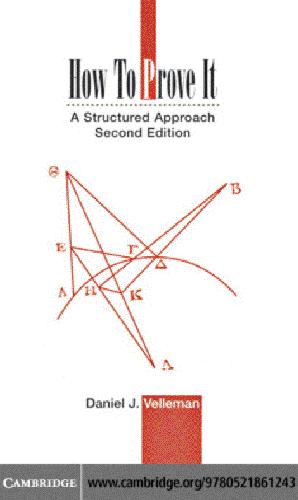 How To Prove It
A Structured Approach
Second Edition
Θ
B
E
Γ
Δ
A
H
K
Λ
Daniel J. Velleman
CAMBRIDGE
www.cambridge.org/9780521861243